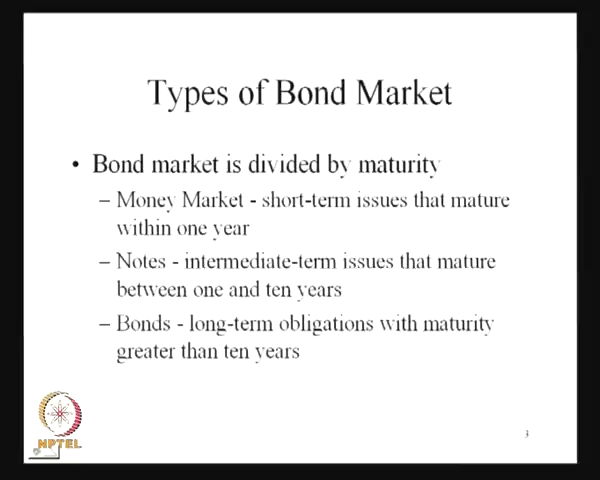 Types of Bond Market
• Bond market is divided by maturity
– Money Market - short-term issues that mature
within one year
– Notes - intermediate-term issues that mature
between one and ten years
– Bonds - long-term obligations with maturity
greater than ten years
NPTEL
3